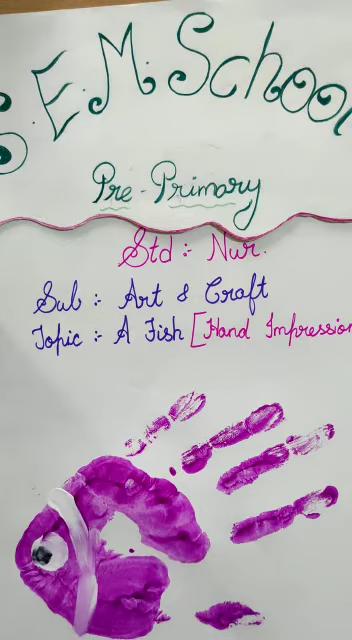 S.E.M. School
Pre-Primary
Std :- Nur.
Sub :- Art & Craft
Topic :- A Fish [Hand Impression